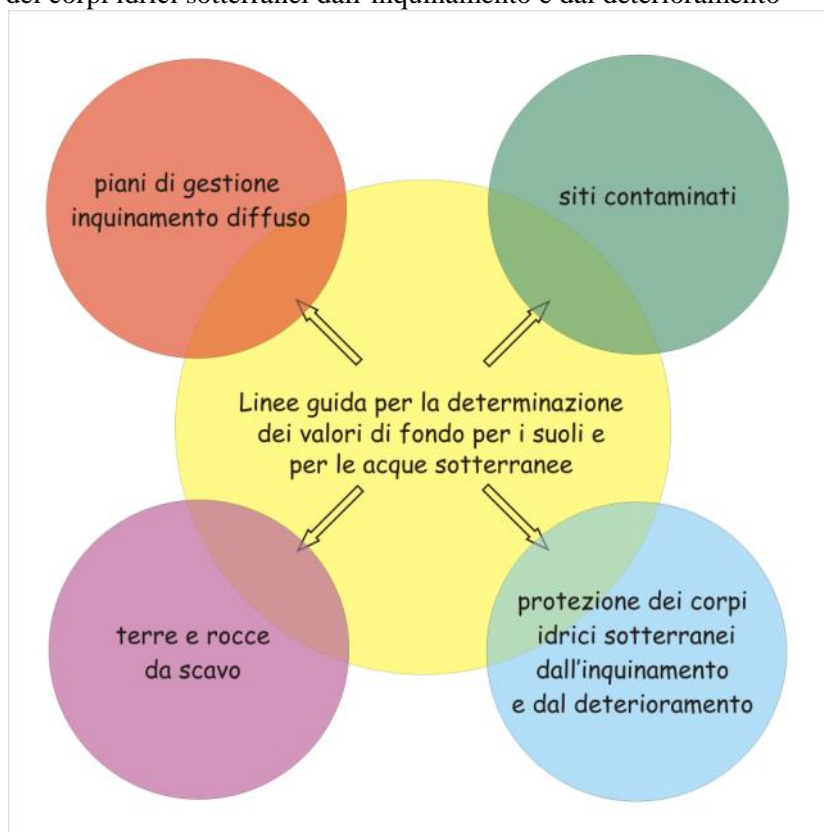 dei corpi idrici sotterranei dall'inquinamento e dal deterioramento
piani di gestione
inquinamento diffuso
siti contaminati
Linee guida per la determinazione
dei valori di fondo per i suoli e
per le acque sotterranee
terre e rocce
da scavo
protezione dei corpi
idrici sotterranei
dall'inquinamento
e dal deterioramento